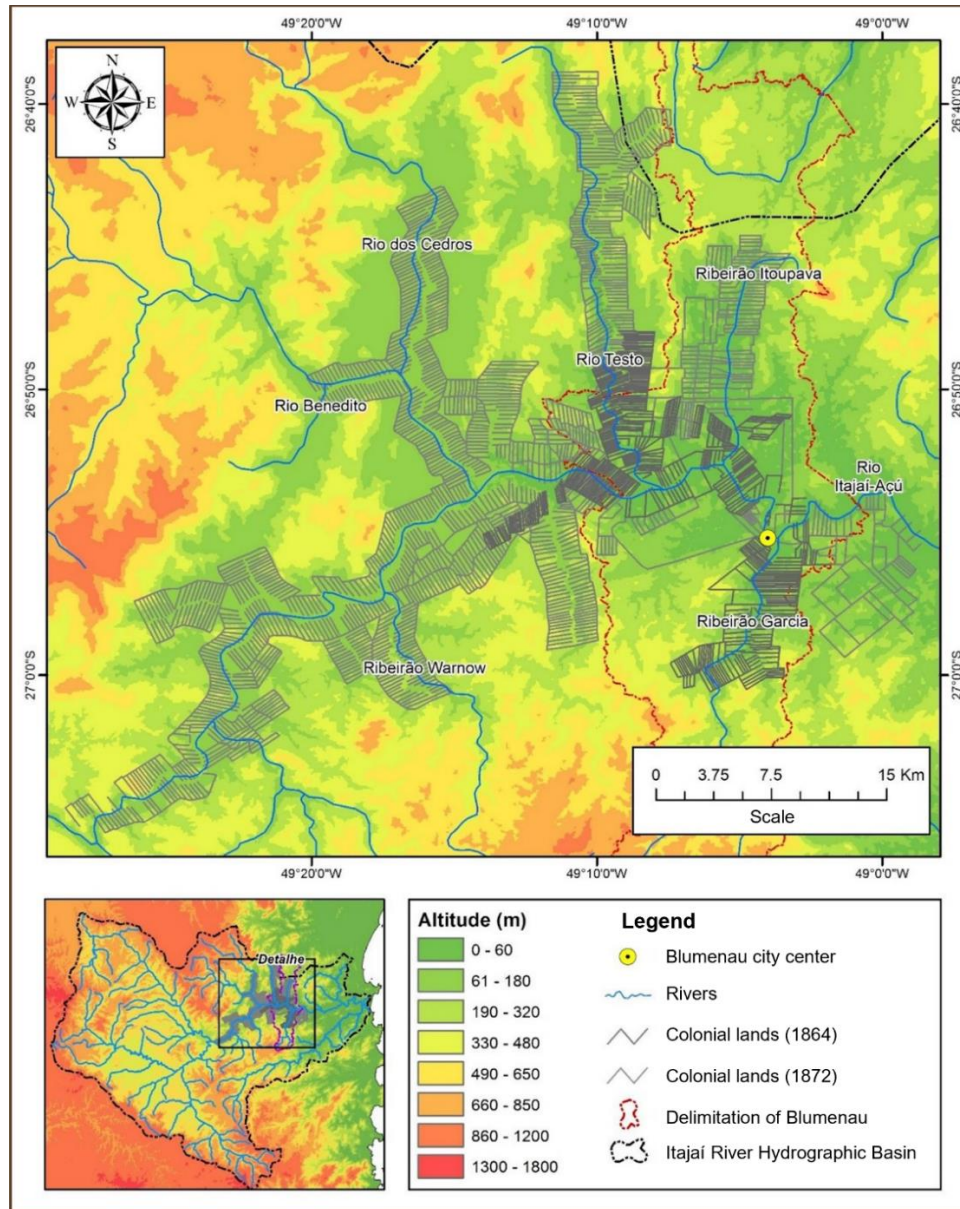 49°20'0"W
49°10'0"W
49°0'0"W
N
W
E
S
26°40'0"S
26°40'0"S
Rio dos Cedros
Ribeirão Itoupava
Rio Testo
26°50'0"S
26°50'0"S
Rio Benedito
Rio
Itajaí-Açú
Ribeirão Garcia
Ribeirão Warnow
27°0'0"S
27°0'0"S
0
3.75
7.5
15 Km
Scale
49°20'0"W
49°10'0"W
49°0'0"W
Detalhe
Altitude (m)
0 - 60
61 - 180
190 - 320
330 - 480
490 - 650
660 - 850
860 - 1200
1300 - 1800
Legend
Blumenau city center
Rivers
Colonial lands (1864)
Colonial lands (1872)
Delimitation of Blumenau
Itajaí River Hydrographic Basin